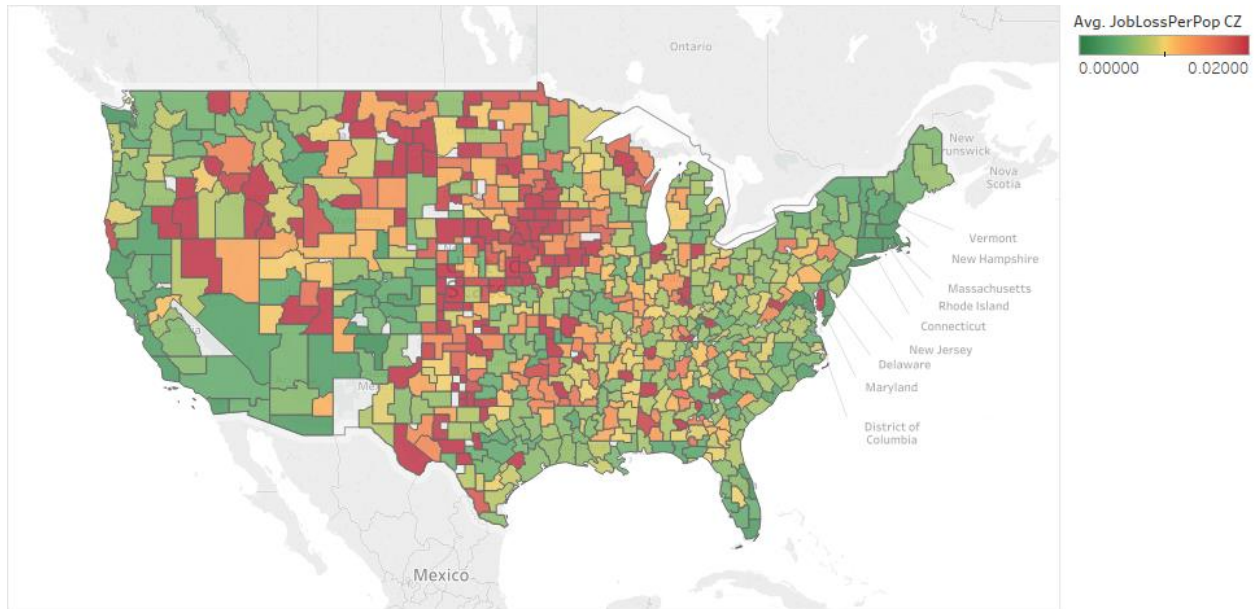 Avg. JobLossPerPop CZ
0.00000 0.02000
Ontario
New
runswick
Nova
Scotia
Vermont
New Hampshire
Massachusetts
Rhode Island
Connecticut
New Jersey
Delaware
Maryland
District of
Columbia
Mexico